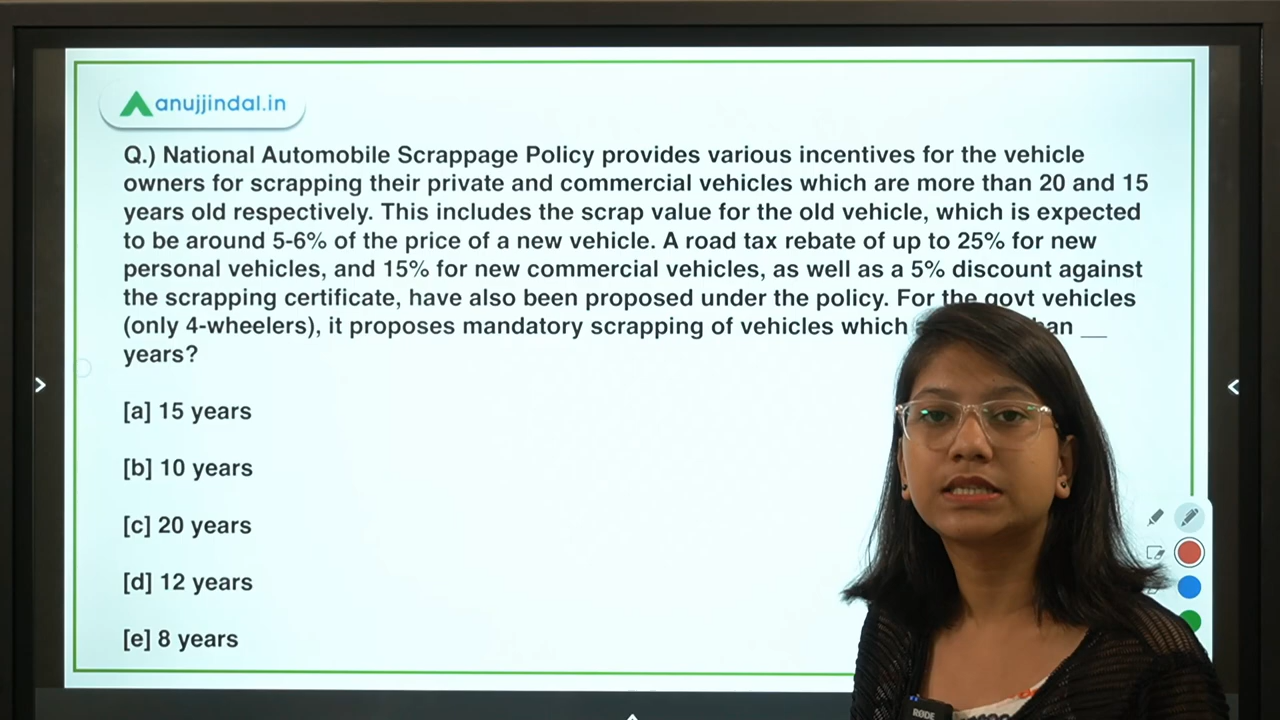 anujjindal.in
Q.) National Automobile Scrappage Policy provides various incentives for the vehicle
owners for scrapping their private and commercial vehicles which are more than 20 and 15
years old respectively. This includes the scrap value for the old vehicle, which is expected
to be around 5-6% of the price of a new vehicle. A road tax rebate of up to 25% for new
personal vehicles, and 15% for new commercial vehicles, as well as a 5% discount against
the scrapping certificate, have also been proposed under the policy. For the govt vehicles
(only 4-wheelers), it proposes mandatory scrapping of vehicles which __
years?
[a] 15 years
[b] 10 years
[c] 20 years
[d] 12 years
[e] 8 years
RØDE